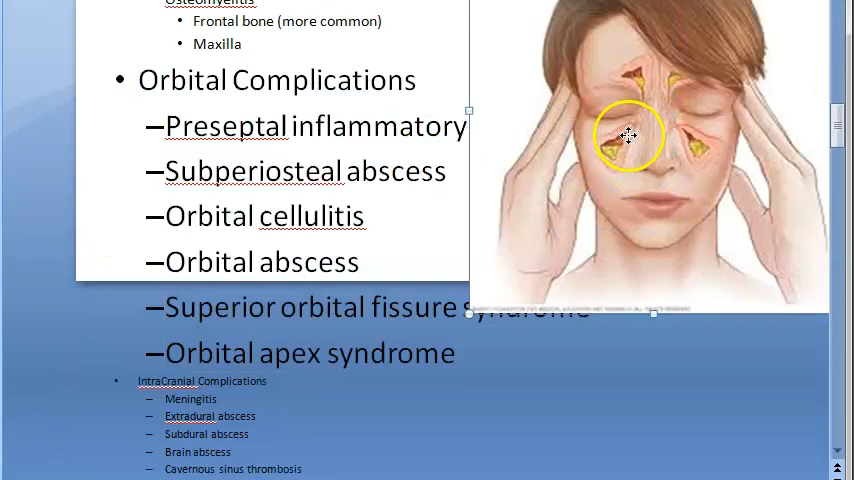 Osteomyelitis
• Frontal bone (more common)
• Maxilla
• Orbital Complications
–Preseptal inflammatory
–Subperiosteal abscess
–Orbital cellulitis
–Orbital abscess
–Superior orbital fissure syndrome
–Orbital apex syndrome
• IntraCranial Complications
– Meningitis
– Extradural abscess
– Subdural abscess
– Brain abscess
– Cavernous sinus thrombosis